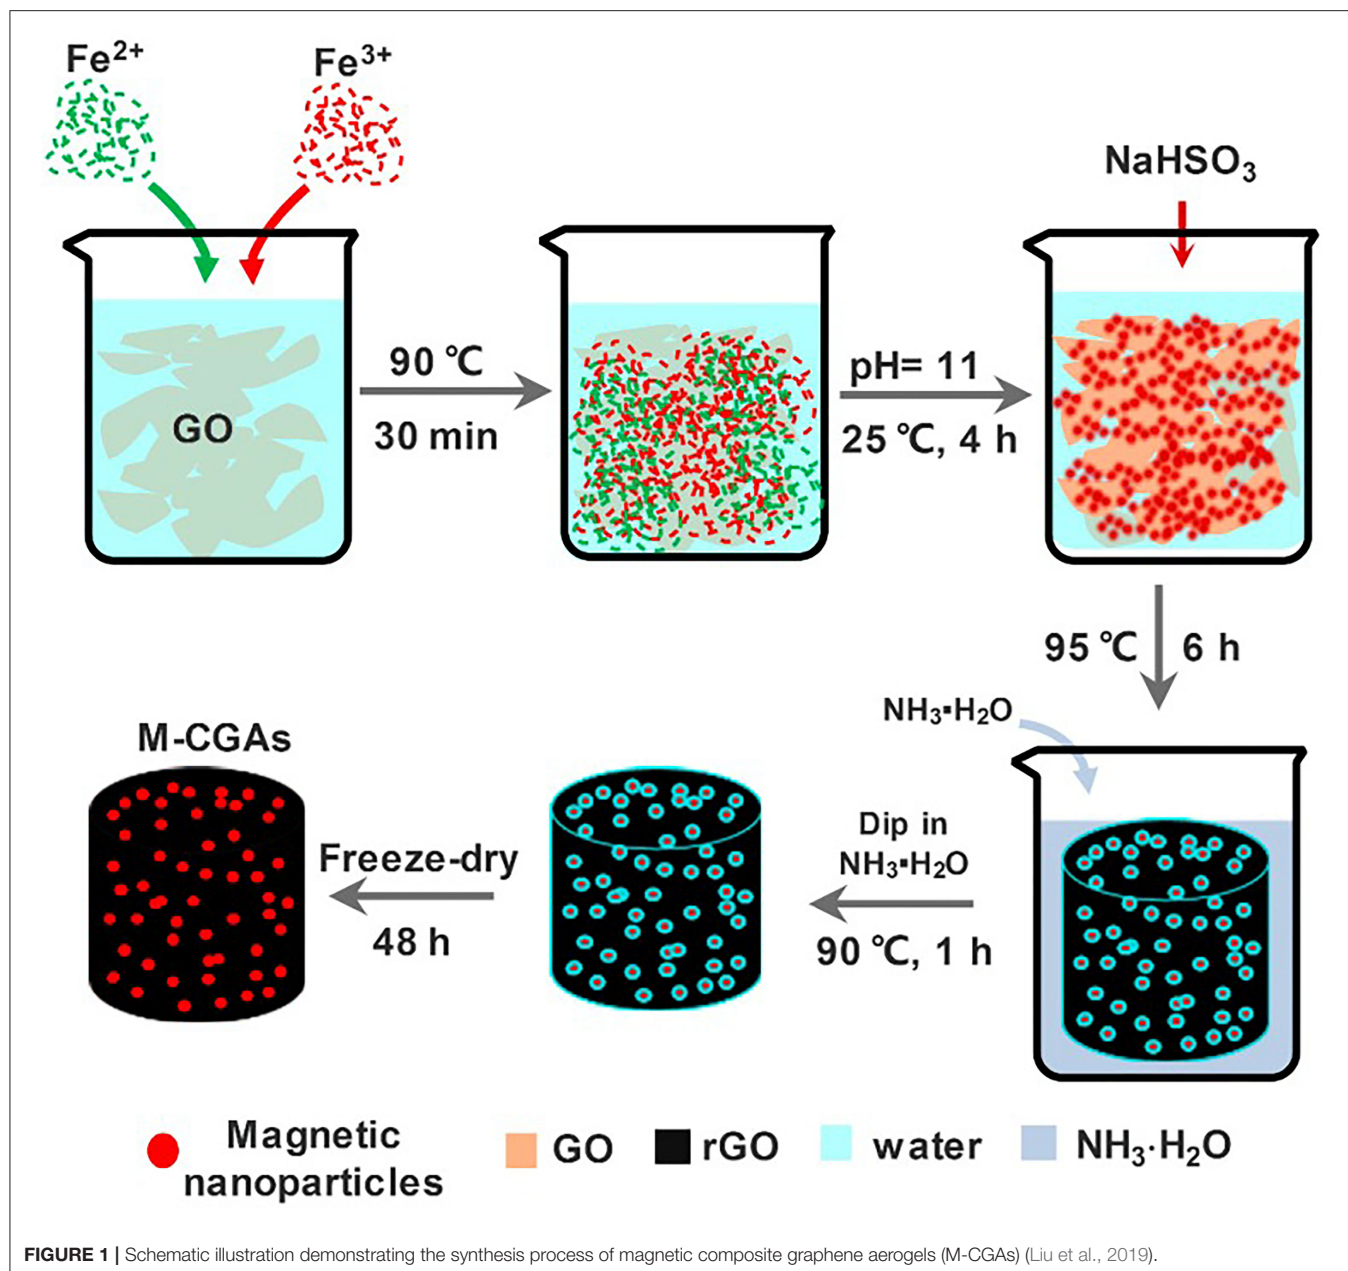 Fe²⁺
Fe³⁺
GO
90 ℃
30 min
pH= 11
25 ℃, 4 h
NaHSO₃
95 ℃ 6 h
NH₃▪H₂O
Dip in
NH₃▪H₂O
90 ℃, 1 h
Freeze-dry
48 h
M-CGAs
Magnetic
nanoparticles
GO
rGO
water
NH₃·H₂O
FIGURE 1 | Schematic illustration demonstrating the synthesis process of magnetic composite graphene aerogels (M-CGAs) (Liu et al., 2019).